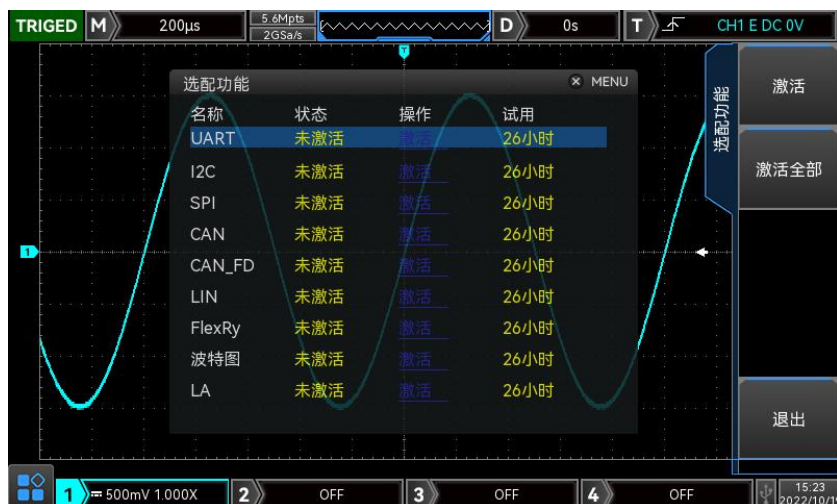 TRIGED M 200μs 5.6Mpts D 0s T CH1 E DC 0V
2GSa/s
T
选配功能 MENU
名称 状态 操作 试用
UART 未激活 激活 26小时
I2C 未激活 激活 26小时
SPI 未激活 激活 26小时
CAN 未激活 激活 26小时
CAN_FD 未激活 激活 26小时
LIN 未激活 激活 26小时
FlexRy 未激活 激活 26小时
波特图 未激活 激活 26小时
LA 未激活 激活 26小时
选配功能
激活
激活全部
退出
1
1 500mV 1.000X 2 OFF 3 OFF 4 OFF 15:23